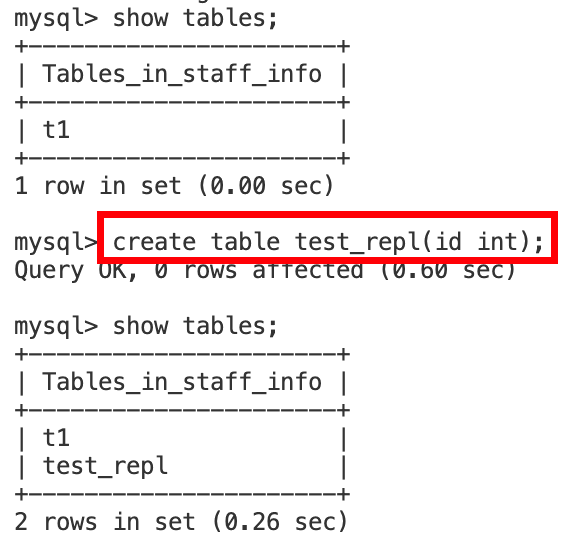 mysql> show tables;
+----------------------+
| Tables_in_staff_info |
+----------------------+
| t1                   |
+----------------------+
1 row in set (0.00 sec)
mysql> create table test_repl(id int);
Query OK, 0 rows affected (0.60 sec)
mysql> show tables;
+----------------------+
| Tables_in_staff_info |
+----------------------+
| t1                   |
| test_repl            |
+----------------------+
2 rows in set (0.26 sec)